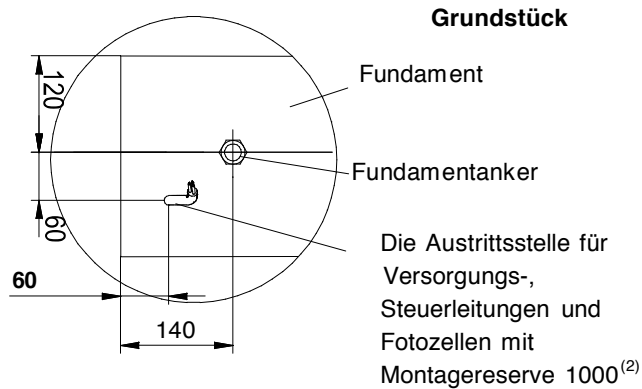 Grundstück
Fundament
120
Fundamentanker
60
Die Austrittsstelle für
Versorgungs-,
60
Steuerleitungen und
140
Fotozellen mit
Montagereserve 1000(2)